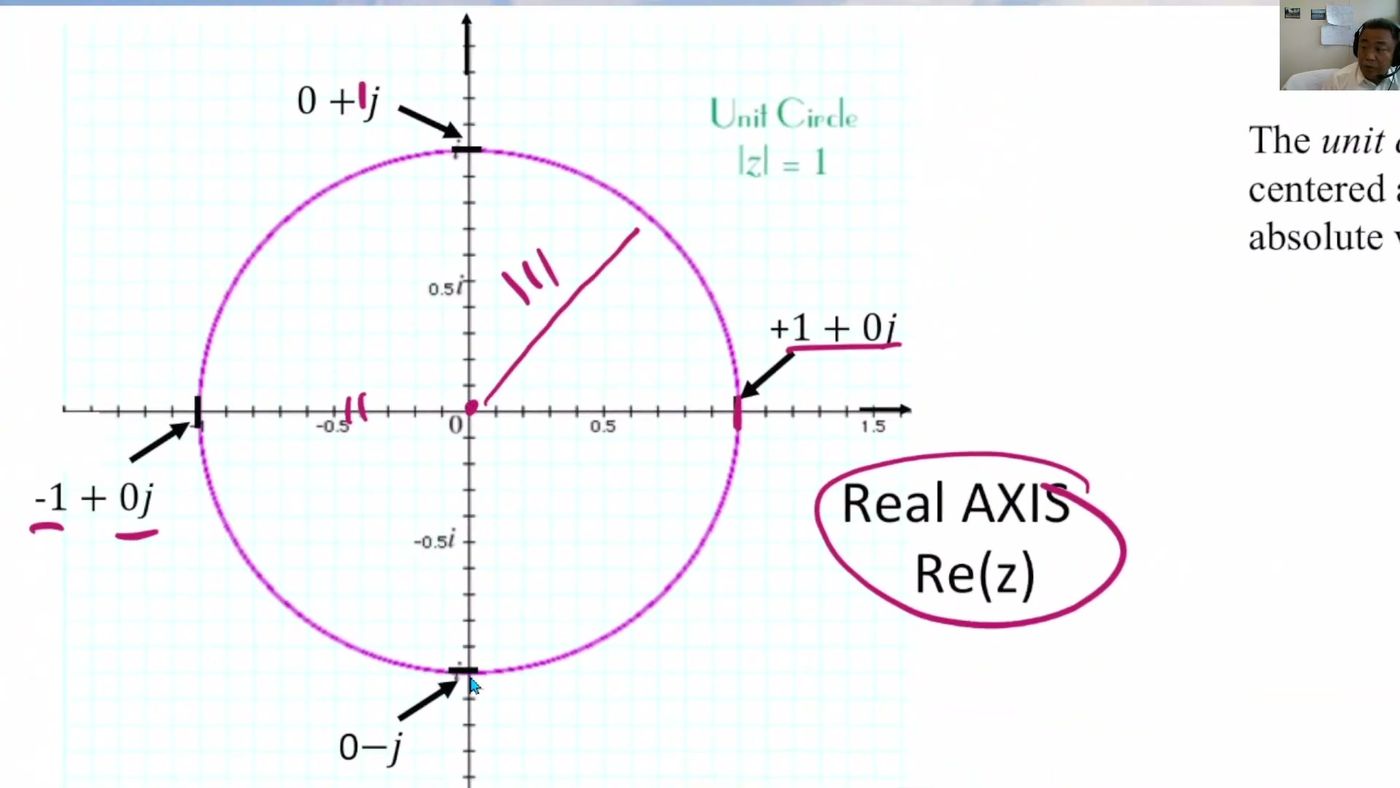 0 + 1j
Unit Circle
|z| = 1
The unit
centered
absolute
0.5i
+1 + 0j
-0.5
0
0.5
1.5
-1 + 0j
Real AXIS
Re(z)
-0.5i
0−j